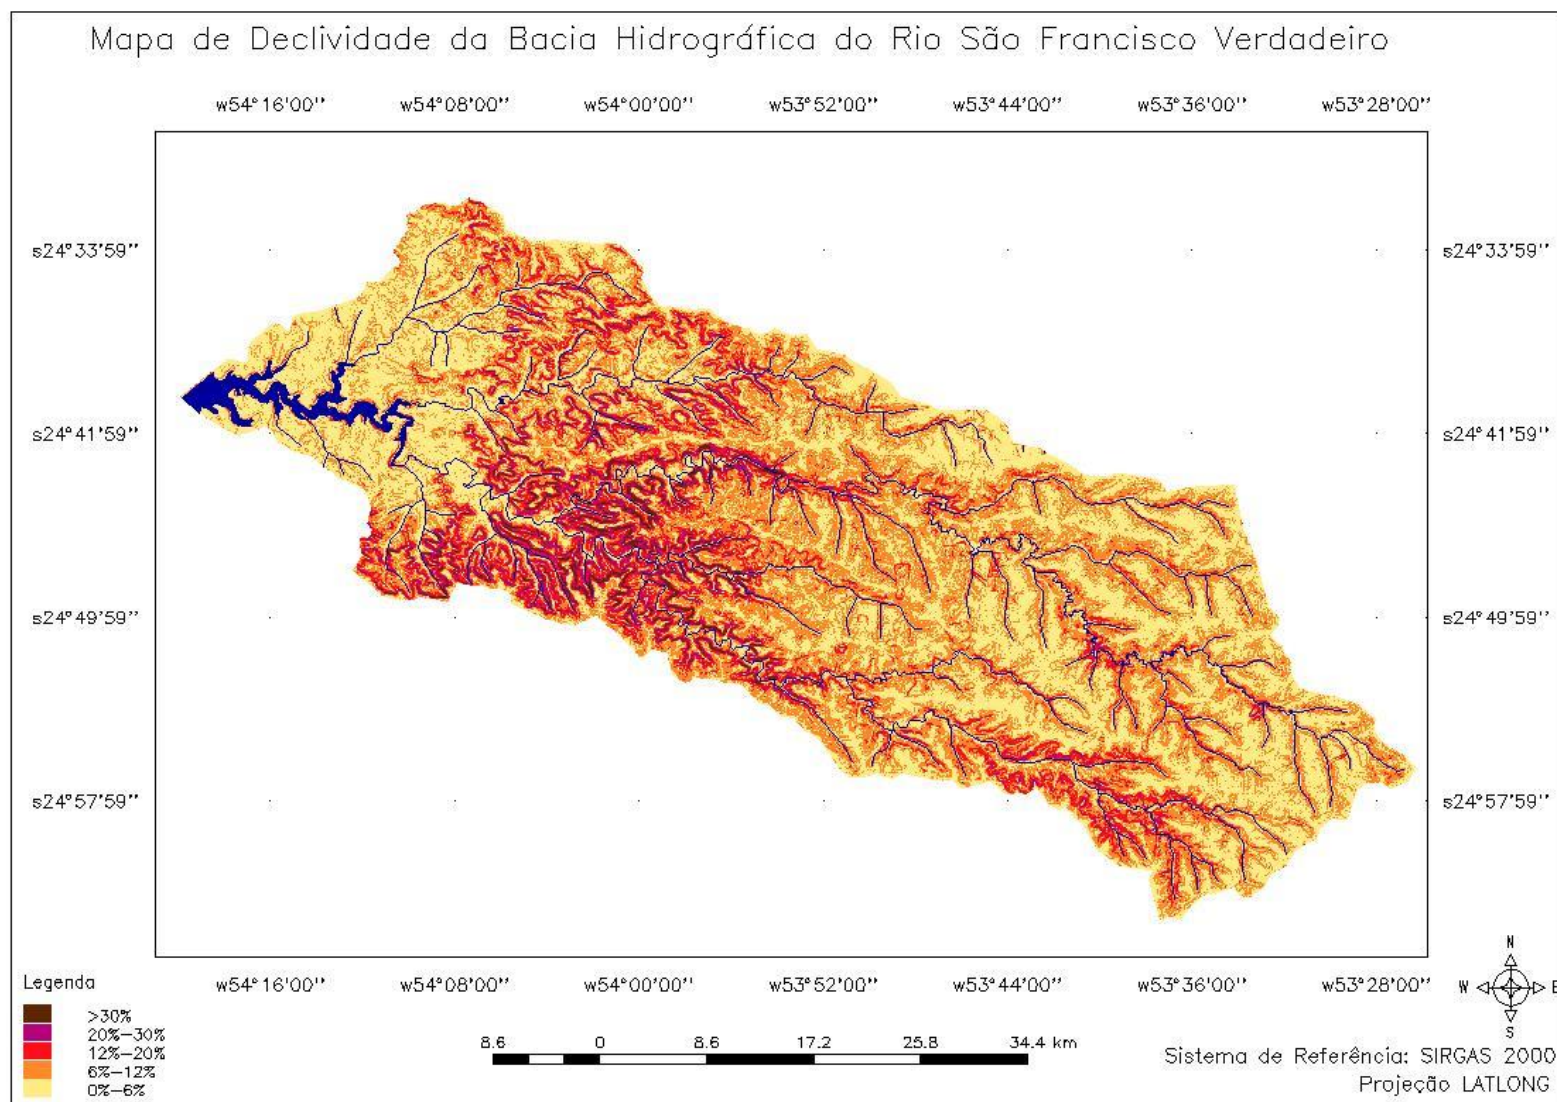 Mapa de Declividade da Bacia Hidrográfica do Rio São Francisco Verdadeiro
w54°16'00'' w54°08'00'' w54°00'00'' w53°52'00'' w53°44'00'' w53°36'00'' w53°28'00''
s24°33'59'' s24°33'59''
s24°41'59'' s24°41'59''
s24°49'59'' s24°49'59''
s24°57'59'' s24°57'59''
w54°16'00'' w54°08'00'' w54°00'00'' w53°52'00'' w53°44'00'' w53°36'00'' w53°28'00''
N
W E
S
Legenda
>30%
20%-30%
12%-20%
6%-12%
0%-6%
8.6 0 8.6 17.2 25.8 34.4 km
Sistema de Referência: SIRGAS 2000
Projeção LATLONG